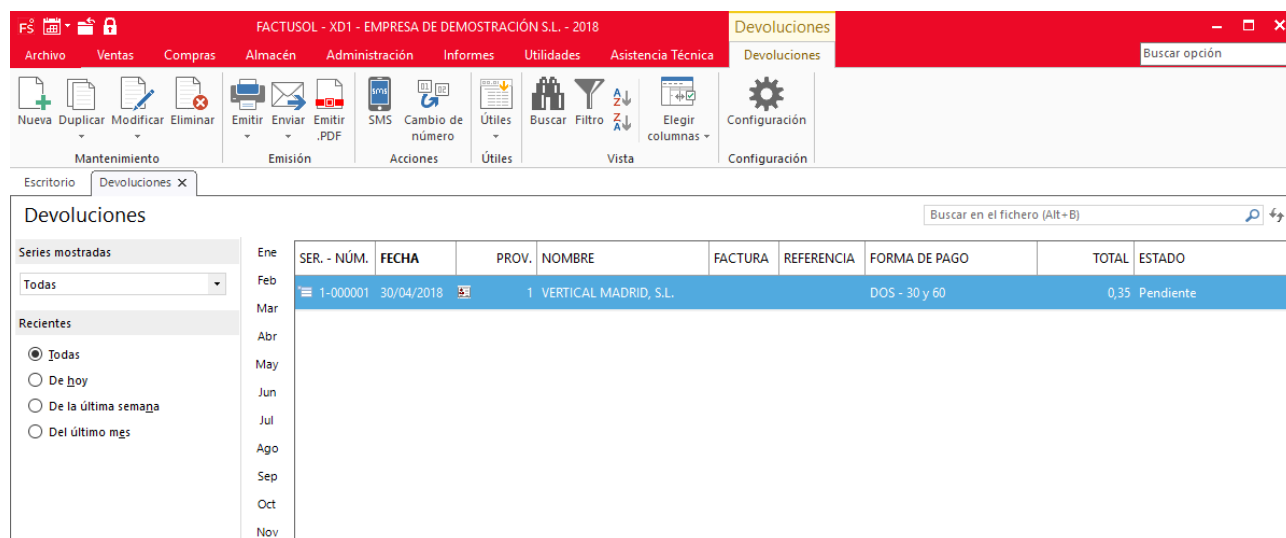 FS FACTUSOL - XD1 - EMPRESA DE DEMOSTRACIÓN S.L. - 2018 Devoluciones
Archivo Ventas Compras Almacén Administración Informes Utilidades Asistencia Técnica Devoluciones Buscar opción
Nueva Duplicar Modificar Eliminar Emitir Enviar Emitir .PDF SMS Cambio de número Útiles Buscar Filtro Elegir columnas Configuración
Mantenimiento Emisión Acciones Útiles Vista Configuración
Escritorio Devoluciones X
Devoluciones Buscar en el fichero (Alt+B)
Series mostradas
Todas
Recientes
Todas
De hoy
De la última semana
Del último mes
Ene
Feb
Mar
Abr
May
Jun
Jul
Ago
Sep
Oct
Nov
SER. - NÚM. FECHA PROV. NOMBRE FACTURA REFERENCIA FORMA DE PAGO TOTAL ESTADO
1-000001 30/04/2018 1 VERTICAL MADRID, S.L. DOS - 30 y 60 0,35 Pendiente